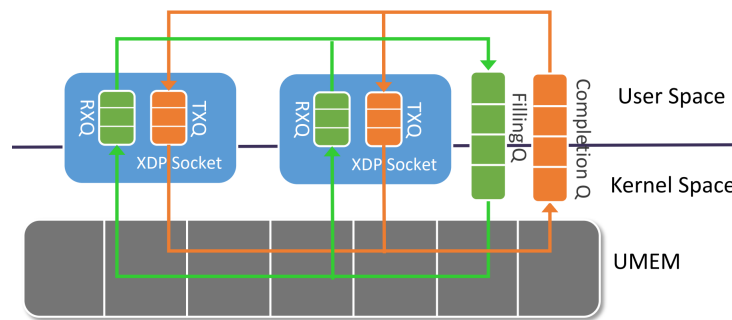 RXQ
TXQ
XDP Socket
RXQ
TXQ
XDP Socket
Filling Q
Completion Q
User Space
Kernel Space
UMEM